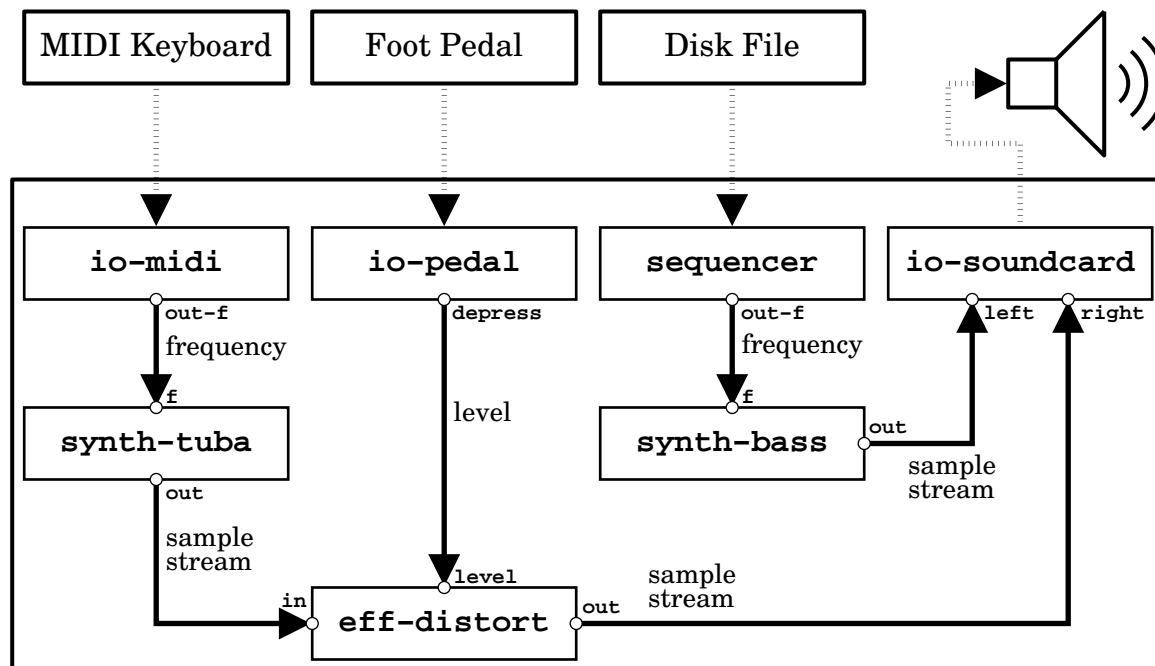 MIDI Keyboard
Foot Pedal
Disk File
io-midi
io-pedal
sequencer
io-soundcard
out-f
depress
out-f
left
right
frequency
frequency
f
level
f
synth-tuba
synth-bass
out
out
sample
stream
sample
stream
level
sample
stream
in
out
eff-distort